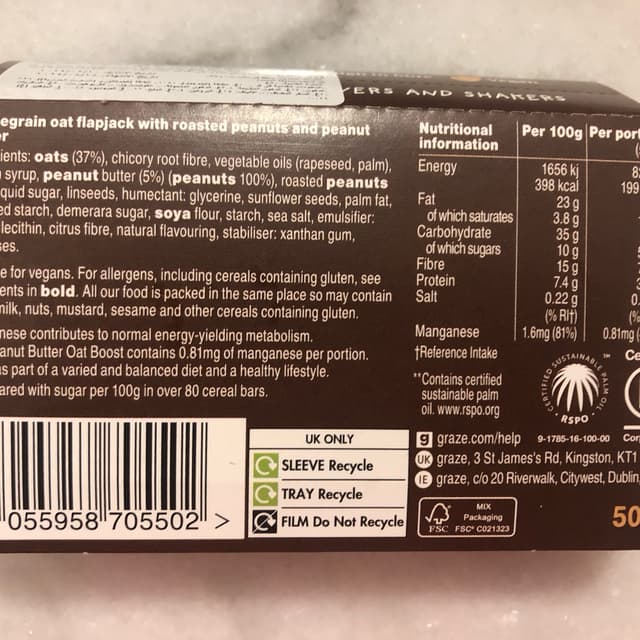 VERS AND SHAKERS
egrain oat flapjack with roasted peanuts and peanut
er
ients: oats (37%), chicory root fibre, vegetable oils (rapeseed, palm),
syrup, peanut butter (5%) (peanuts 100%), roasted peanuts
quid sugar, linseeds, humectant: glycerine, sunflower seeds, palm fat,
ed starch, demerara sugar, soya flour, starch, sea salt, emulsifier:
lecithin, citrus fibre, natural flavouring, stabiliser: xanthan gum,
ses.
e for vegans. For allergens, including cereals containing gluten, see
ents in bold. All our food is packed in the same place so may contain
milk, nuts, mustard, sesame and other cereals containing gluten.
nese contributes to normal energy-yielding metabolism.
anut Butter Oat Boost contains 0.81mg of manganese per portion.
as part of a varied and balanced diet and a healthy lifestyle.
ared with sugar per 100g in over 80 cereal bars.
055958 705502 >
UK ONLY
SLEEVE Recycle
TRAY Recycle
FILM Do Not Recycle
Nutritional information Per 100g Per por
Energy 1656 kj 8
398 kcal 199
Fat 23 g
of which saturates 3.8 g
Carbohydrate 35 g
of which sugars 10 g
Fibre 15 g
Protein 7.4 g
Salt 0.22 g 0.
(% RI†) (%
Manganese 1.6mg (81%) 0.81mg (
†Reference Intake
**Contains certified
sustainable palm
oil. www.rspo.org
CERTIFIED SUSTAINABLE PALM OIL
RSPO
™
Ce
9-1785-16-100-00
Con
g graze.com/help
UK graze, 3 St James's Rd, Kingston, KT1
IE graze, c/o 20 Riverwalk, Citywest, Dublin,
FSC
MIX
Packaging
FSC® C021323
50